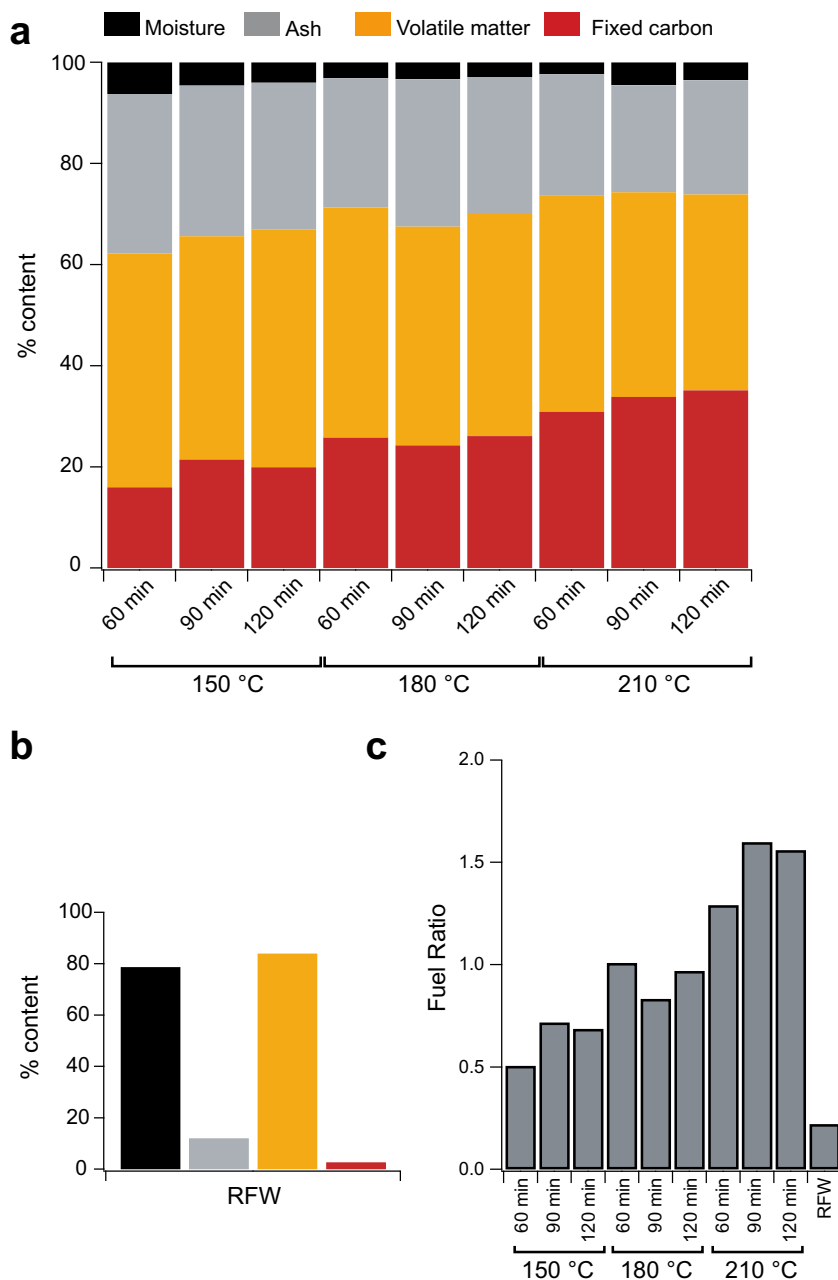 a
Moisture Ash Volatile matter Fixed carbon
100
80
60
40
20
0
% content
60 min 90 min 120 min 60 min 90 min 120 min 60 min 90 min 120 min
150 °C 180 °C 210 °C
b
100
80
60
40
20
0
% content
RFW
c
2.0
1.5
1.0
0.5
0.0
Fuel Ratio
60 min 90 min 120 min 60 min 90 min 120 min 60 min 90 min 120 min RFW
150 °C 180 °C 210 °C